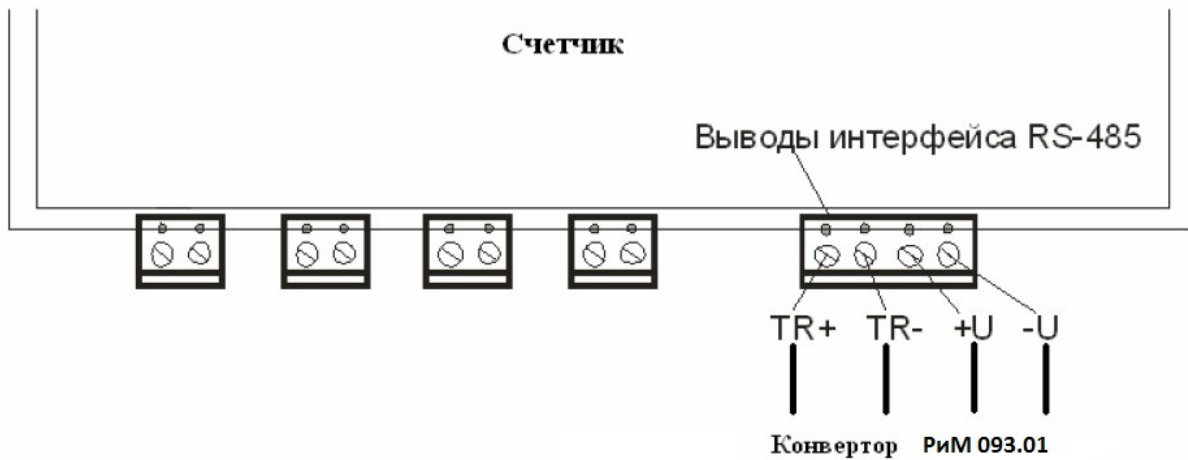 Счетчик
Выводы интерфейса RS-485
TR+ TR- +U -U
Конвертор РиМ 093.01